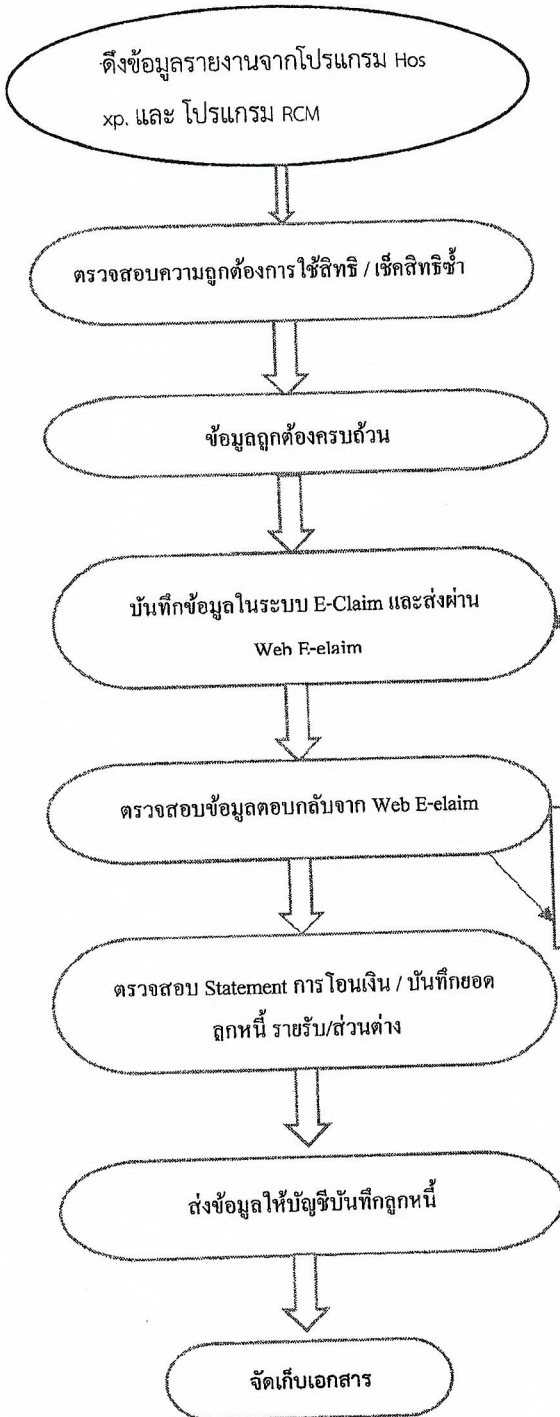 ดึงข้อมูลรายงานจากโปรแกรม Hos
xp. และ โปรแกรม RCM
ตรวจสอบความถูกต้องการใช้สิทธิ / เช็คสิทธิซ้ำ
ข้อมูลถูกต้องครบถ้วน
บันทึกข้อมูลในระบบ E-Claim และส่งผ่าน
Web E-elaim
ตรวจสอบข้อมูลตอบกลับจาก Web E-elaim
ตรวจสอบ Statement การโอนเงิน / บันทึกยอด
ลูกหนี้ รายรับ/ส่วนต่าง
ส่งข้อมูลให้บัญชีบันทึกลูกหนี้
จัดเก็บเอกสาร